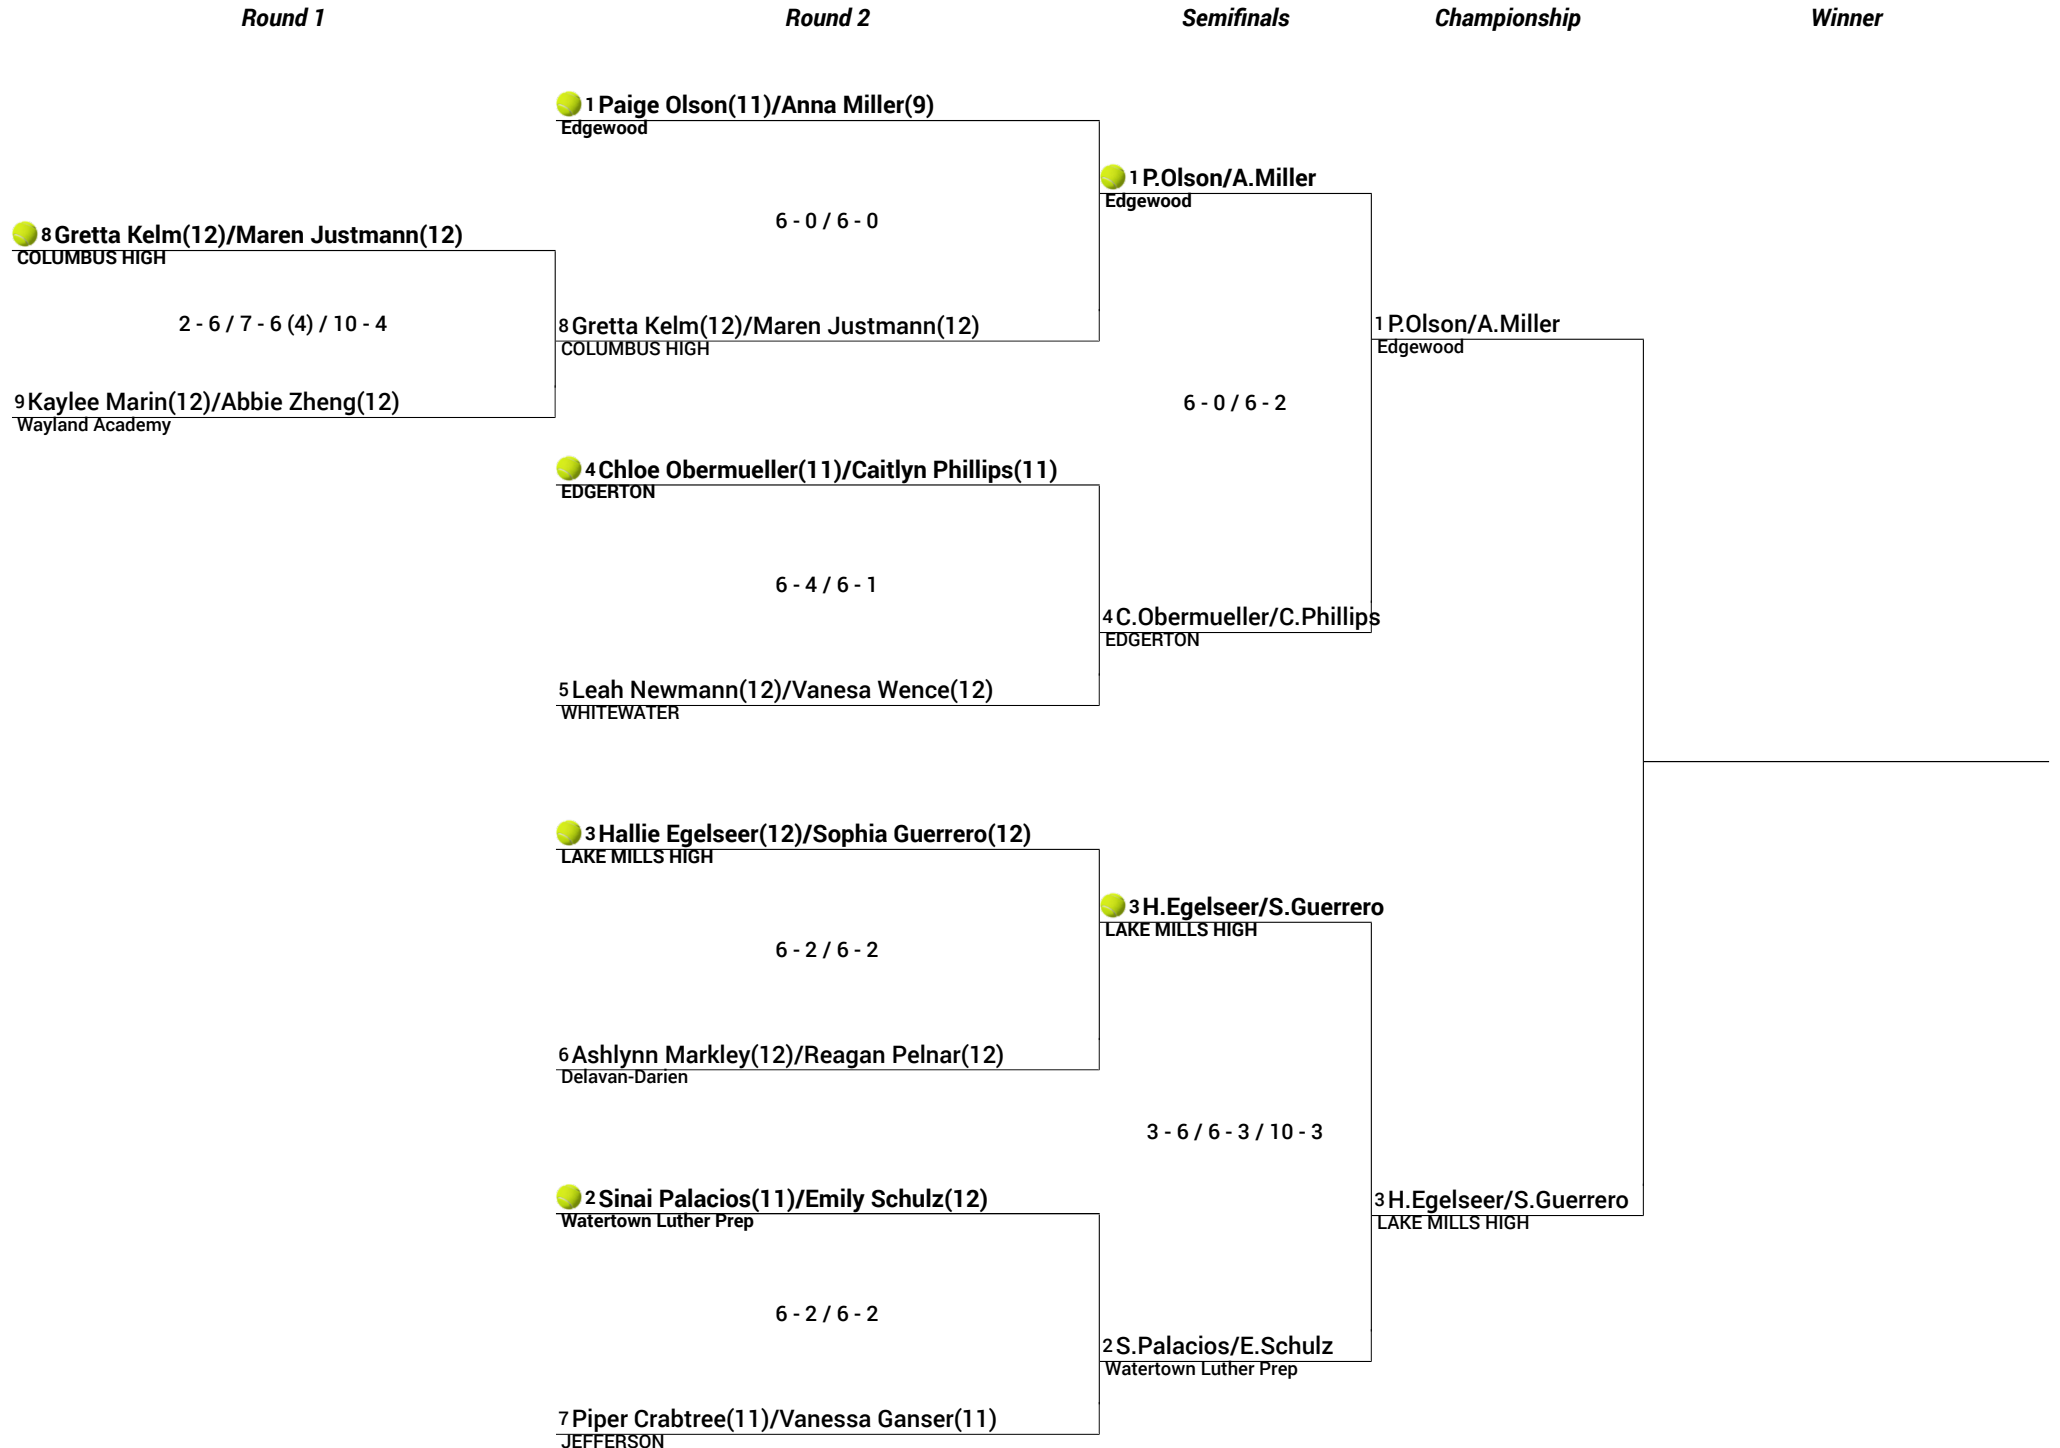 Round 1
Round 2
Semifinals
Championship
Winner
1 Paige Olson(11)/Anna Miller(9)
Edgewood
6 - 0 / 6 - 0
8 Gretta Kelm(12)/Maren Justmann(12)
COLUMBUS HIGH
2 - 6 / 7 - 6 (4) / 10 - 4
9 Kaylee Marin(12)/Abbie Zheng(12)
Wayland Academy
8 Gretta Kelm(12)/Maren Justmann(12)
COLUMBUS HIGH
1 P.Olson/A.Miller
Edgewood
6 - 0 / 6 - 2
1 P.Olson/A.Miller
Edgewood
4 Chloe Obermueller(11)/Caitlyn Phillips(11)
EDGERTON
6 - 4 / 6 - 1
5 Leah Newmann(12)/Vanesa Wence(12)
WHITEWATER
4 C.Obermueller/C.Phillips
EDGERTON
3 Hallie Egelseer(12)/Sophia Guerrero(12)
LAKE MILLS HIGH
6 - 2 / 6 - 2
6 Ashlynn Markley(12)/Reagan Pelnar(12)
Delavan-Darien
3 H.Egelseer/S.Guerrero
LAKE MILLS HIGH
3 - 6 / 6 - 3 / 10 - 3
3 H.Egelseer/S.Guerrero
LAKE MILLS HIGH
2 Sinai Palacios(11)/Emily Schulz(12)
Watertown Luther Prep
6 - 2 / 6 - 2
7 Piper Crabtree(11)/Vanessa Ganser(11)
JEFFERSON
2 S.Palacios/E.Schulz
Watertown Luther Prep